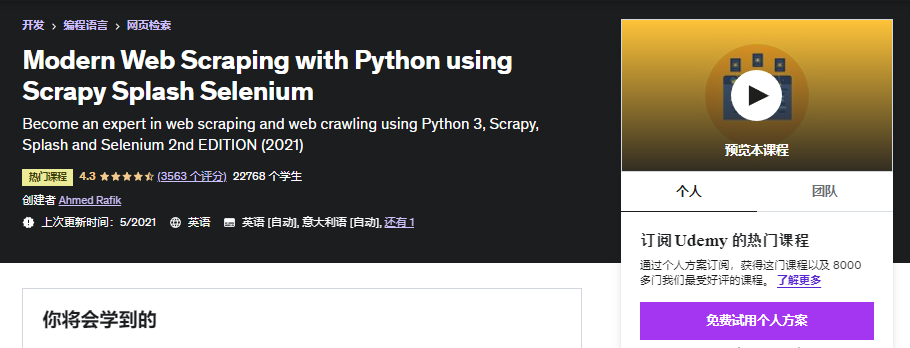 开发 > 编程语言 > 网页检索
Modern Web Scraping with Python using
Scrapy Splash Selenium
Become an expert in web scraping and web crawling using Python 3, Scrapy,
Splash and Selenium 2nd EDITION (2021)
热门课程 4.3 (3563 个评分) 22768 个学生
创建者 Ahmed Rafik
上次更新时间：5/2021 英语 英语 [自动], 意大利语 [自动], 还有 1
你将会学到的
预览本课程
个人 团队
订阅 Udemy 的热门课程
通过个人方案订阅，获得这门课程以及 8000
多门我们最受好评的课程。 了解更多
免费试用个人方案